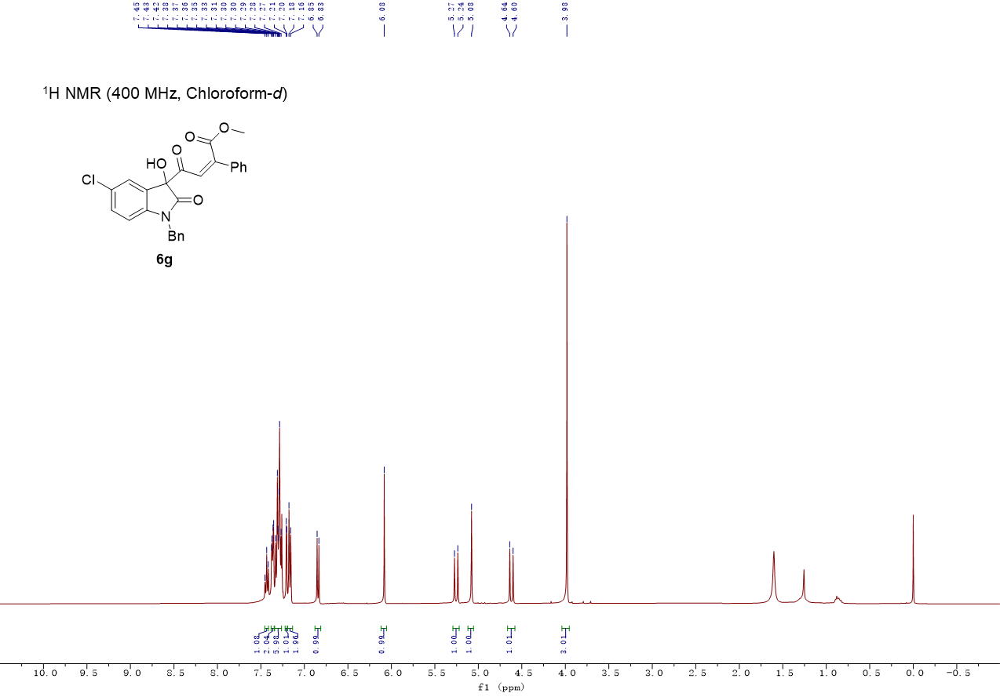 7.45 7.43 7.42 7.38 7.37 7.36 7.35 7.33 7.31 7.30 7.30 7.29 7.28 7.27 7.21 7.20 7.18 7.16 6.85 6.83 6.08 5.27 5.24 5.08 4.64 4.60 3.98
¹H NMR (400 MHz, Chloroform-d)
O
O
O
HO
Ph
Cl
O
N
Bn
6g
1.08 2.04 5.98 1.01 1.96 0.99 0.99 1.00 1.00 1.01 3.01
10.0 9.5 9.0 8.5 8.0 7.5 7.0 6.5 6.0 5.5 5.0 4.5 4.0 3.5 3.0 2.5 2.0 1.5 1.0 0.5 0.0 -0.5
f1 (ppm)